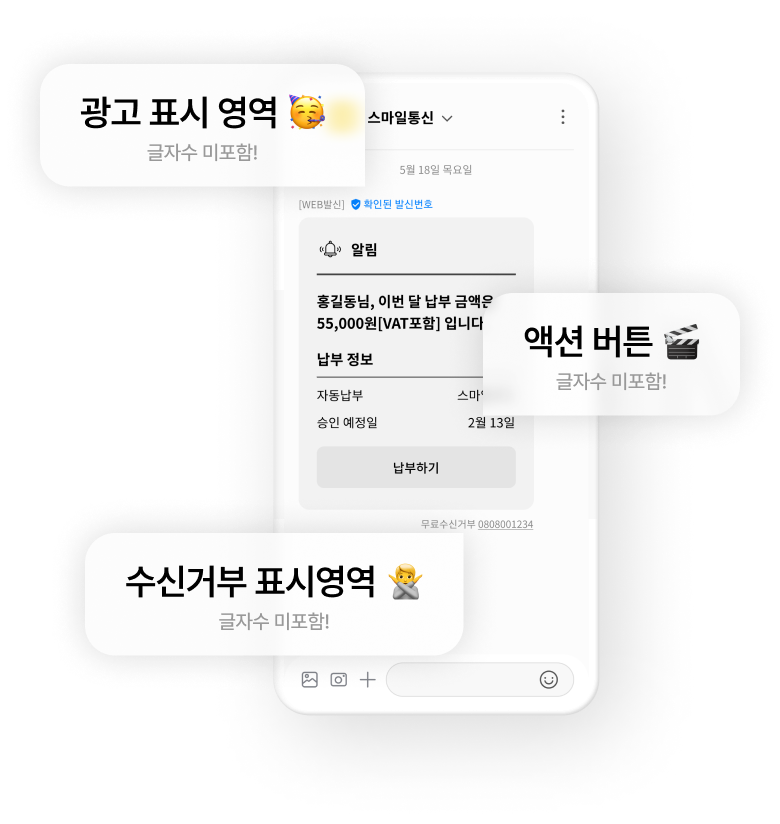 광고 표시 영역 🥳
글자수 미포함!
스마일통신
5월 18일 목요일
[WEB발신] 확인된 발신번호
알림
홍길동님, 이번 달 납부 금액은
55,000원[VAT포함] 입니다
액션 버튼 🎬
글자수 미포함!
납부 정보
자동납부
승인 예정일 2월 13일
납부하기
무료수신거부 0808001234
수신거부 표시영역 🙅‍♂️
글자수 미포함!